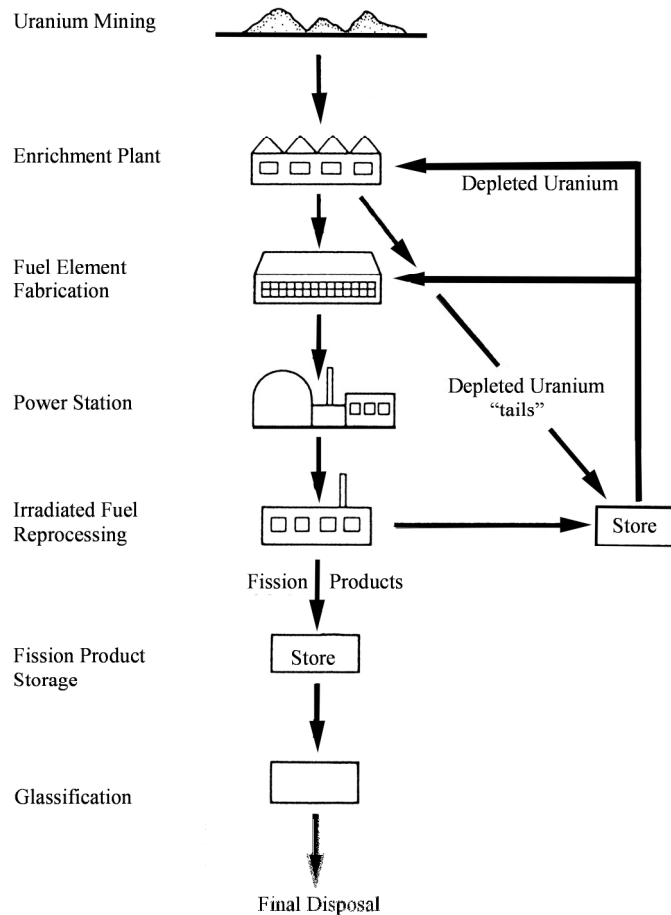 Uranium Mining
Enrichment Plant
Depleted Uranium
Fuel Element
Fabrication
Depleted Uranium
“tails”
Power Station
Irradiated Fuel
Reprocessing
Store
Fission Products
Fission Product
Storage
Store
Glassification
Final Disposal